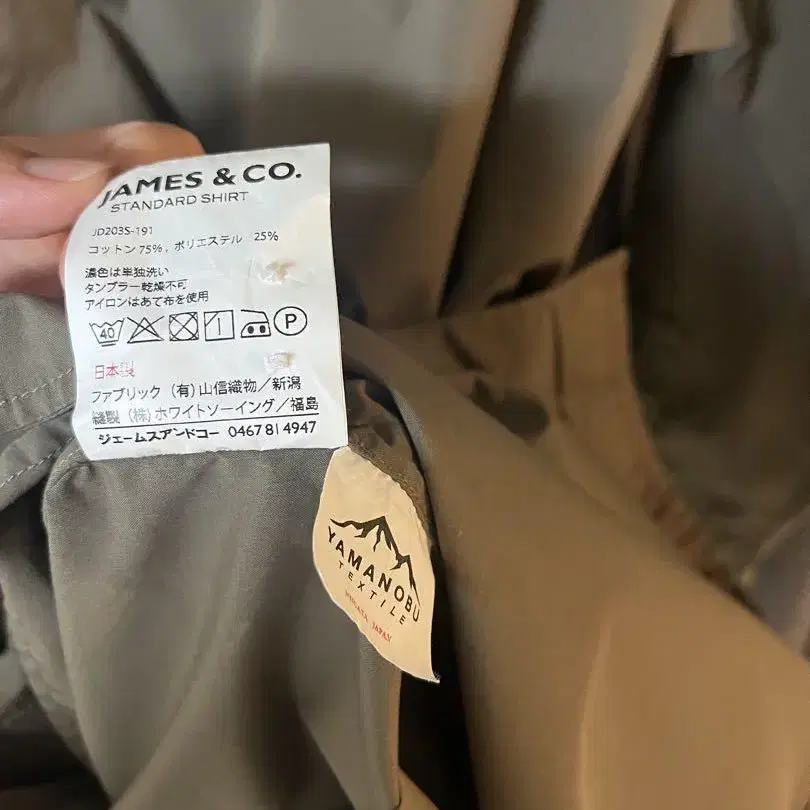 JAMES & CO.
STANDARD SHIRT
JD203S-191
コットン 75%, ポリエステル 25%
濃色は単独洗い
タンブラー乾燥不可
アイロンはあて布を使用
40
P
日本製
ファブリック (有)山信織物/新潟
縫製 (株)ホワイトソーイング/福島
ジェームスアンドコー 0467 81 4947
YAMANOBU
TEXTILE
NIIGATA JAPAN